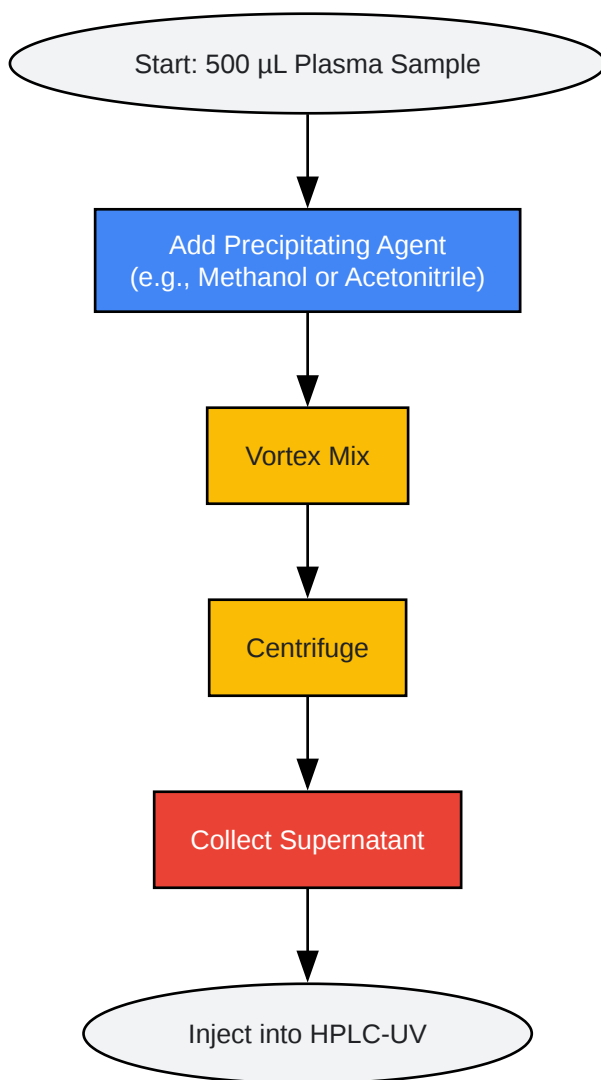 Start: 500 µL Plasma Sample
Add Precipitating Agent
(e.g., Methanol or Acetonitrile)
Vortex Mix
Centrifuge
Collect Supernatant
Inject into HPLC-UV